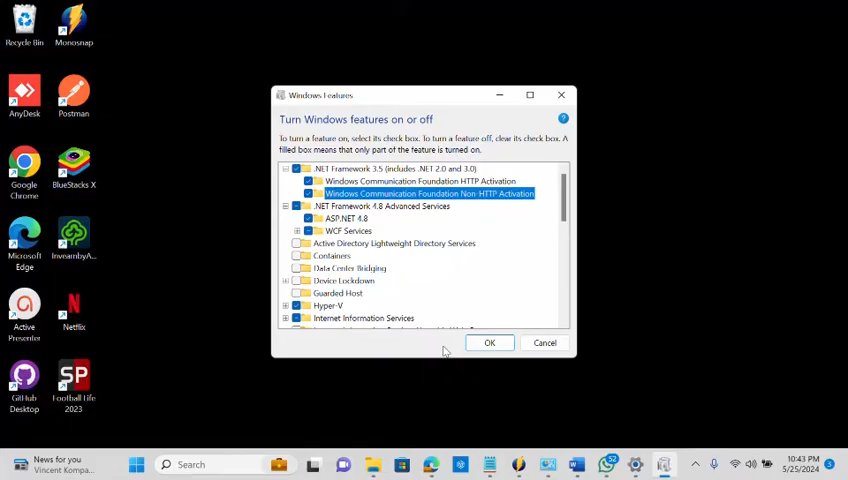 Recycle Bin
Monosnap
AnyDesk
Postman
Google
Chrome
BlueStacks X
Microsoft
Edge
InveambyA...
Active
Presenter
Netflix
GitHub
Desktop
SP
Football Life
2023
Windows Features
Turn Windows features on or off
?
To turn a feature on, select its check box. To turn a feature off, clear its check box. A
filled box means that only part of the feature is turned on.
.NET Framework 3.5 (includes .NET 2.0 and 3.0)
Windows Communication Foundation HTTP Activation
Windows Communication Foundation Non-HTTP Activation
.NET Framework 4.8 Advanced Services
ASP.NET 4.8
WCF Services
Active Directory Lightweight Directory Services
Containers
Data Center Bridging
Device Lockdown
Guarded Host
Hyper-V
Internet Information Services
OK
Cancel
News for you
Vincent Kompa...
Search
52
10:43 PM
5/25/2024